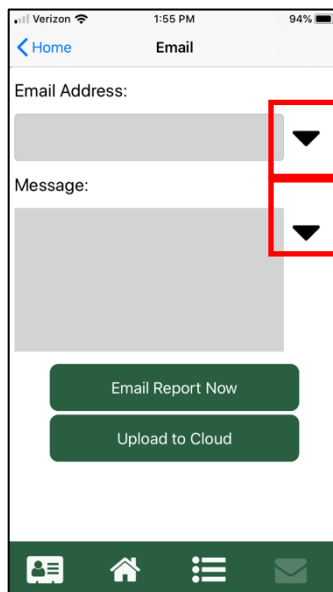 Verizon 1:55 PM 94%
Home Email
Email Address:
Message:
Email Report Now
Upload to Cloud